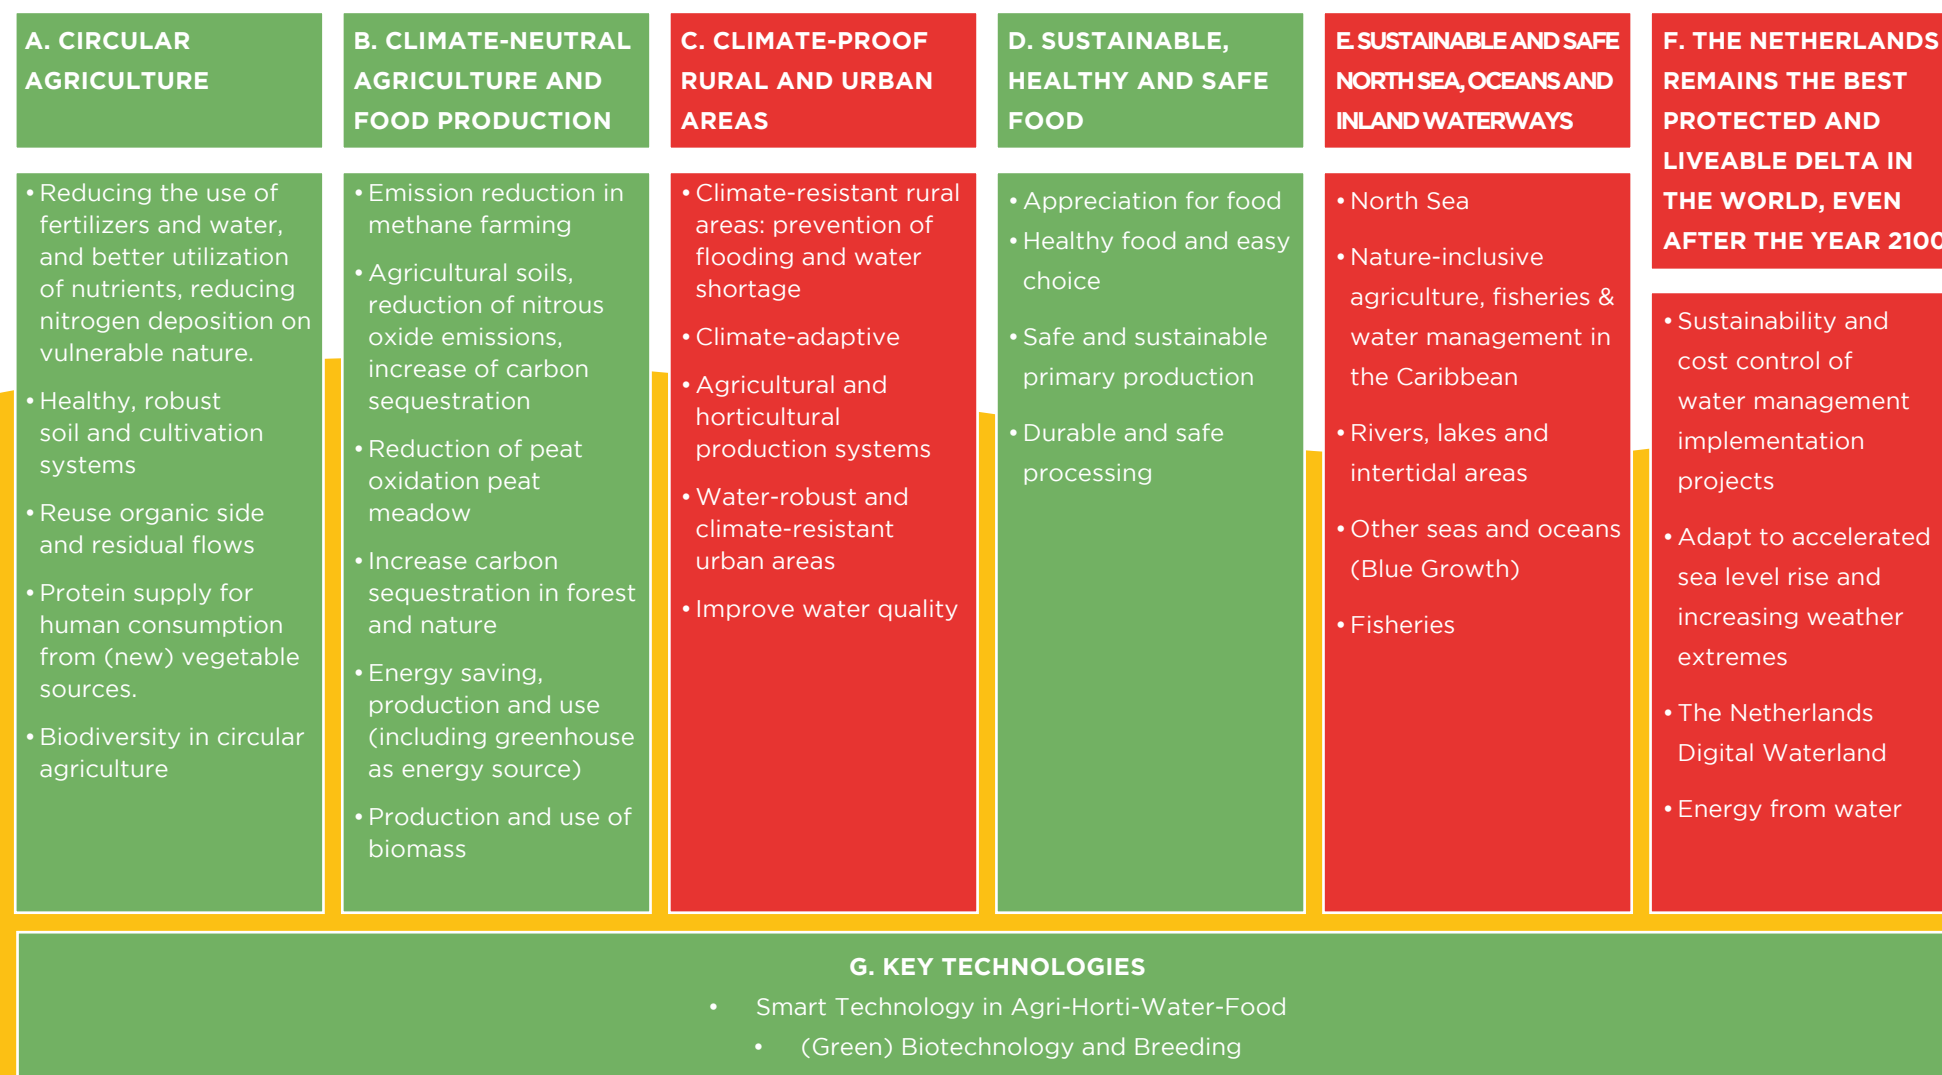 A. CIRCULAR
AGRICULTURE
• Reducing the use of
fertilizers and water,
and better utilization
of nutrients, reducing
nitrogen deposition on
vulnerable nature.
• Healthy, robust
soil and cultivation
systems
• Reuse organic side
and residual flows
• Protein supply for
human consumption
from (new) vegetable
sources.
• Biodiversity in circular
agriculture
B. CLIMATE-NEUTRAL
AGRICULTURE AND
FOOD PRODUCTION
• Emission reduction in
methane farming
• Agricultural soils,
reduction of nitrous
oxide emissions,
increase of carbon
sequestration
• Reduction of peat
oxidation peat
meadow
• Increase carbon
sequestration in forest
and nature
• Energy saving,
production and use
(including greenhouse
as energy source)
• Production and use of
biomass
C. CLIMATE-PROOF
RURAL AND URBAN
AREAS
• Climate-resistant rural
areas: prevention of
flooding and water
shortage
• Climate-adaptive
• Agricultural and
horticultural
production systems
• Water-robust and
climate-resistant
urban areas
• Improve water quality
D. SUSTAINABLE,
HEALTHY AND SAFE
FOOD
• Appreciation for food
• Healthy food and easy
choice
• Safe and sustainable
primary production
• Durable and safe
processing
E. SUSTAINABLE AND SAFE
NORTH SEA, OCEANS AND
INLAND WATERWAYS
• North Sea
• Nature-inclusive
agriculture, fisheries &
water management in
the Caribbean
• Rivers, lakes and
intertidal areas
• Other seas and oceans
(Blue Growth)
• Fisheries
F. THE NETHERLANDS
REMAINS THE BEST
PROTECTED AND
LIVEABLE DELTA IN
THE WORLD, EVEN
AFTER THE YEAR 2100
• Sustainability and
cost control of
water management
implementation
projects
• Adapt to accelerated
sea level rise and
increasing weather
extremes
• The Netherlands
Digital Waterland
• Energy from water
G. KEY TECHNOLOGIES
• Smart Technology in Agri-Horti-Water-Food
• (Green) Biotechnology and Breeding